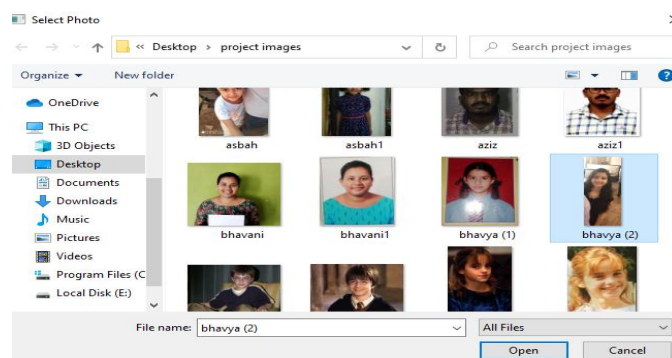 Select Photo
« Desktop > project images
Search project images
Organize
New folder
OneDrive
This PC
3D Objects
Desktop
Documents
Downloads
Music
Pictures
Videos
Program Files (C
Local Disk (E:)
asbah
asbah1
aziz
aziz1
bhavani
bhavani1
bhavya (1)
bhavya (2)
File name:
bhavya (2)
All Files
Open
Cancel